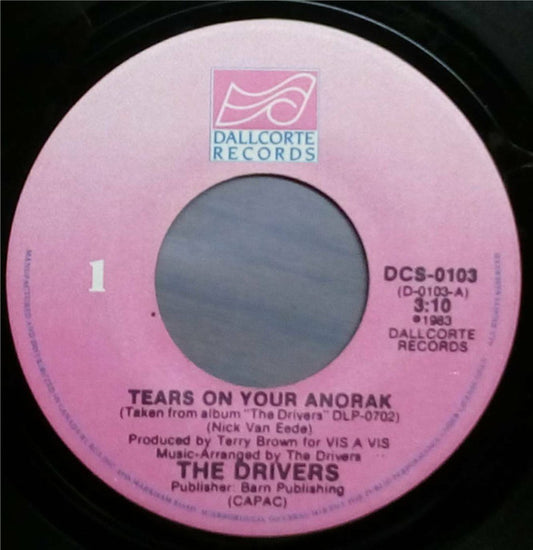 DALLCORTE
RECORDS
1
DCS-0103
(D-0103-A)
3:10
℗1983
DALLCORTE
RECORDS
TEARS ON YOUR ANORAK
(Taken from album "The Drivers" DLP-0702)
(Nick Van Eede)
Produced by Terry Brown for VIS A VIS
Music-Arranged by The Drivers
THE DRIVERS
Publisher: Barn Publishing
(CAPAC)